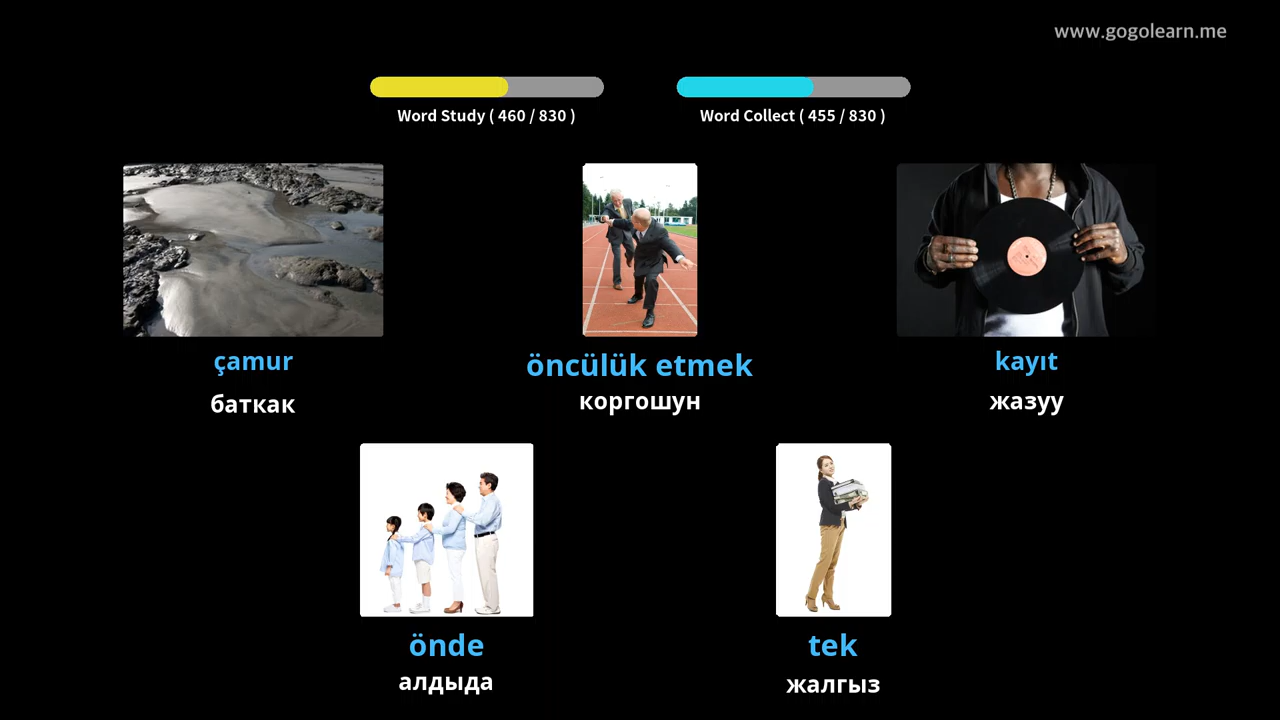 www.gogolearn.me
Word Study ( 460 / 830 )
Word Collect ( 455 / 830 )
çamur
баткак
öncülük etmek
коргошун
kayıt
жазуу
önde
алдыда
tek
жалгыз